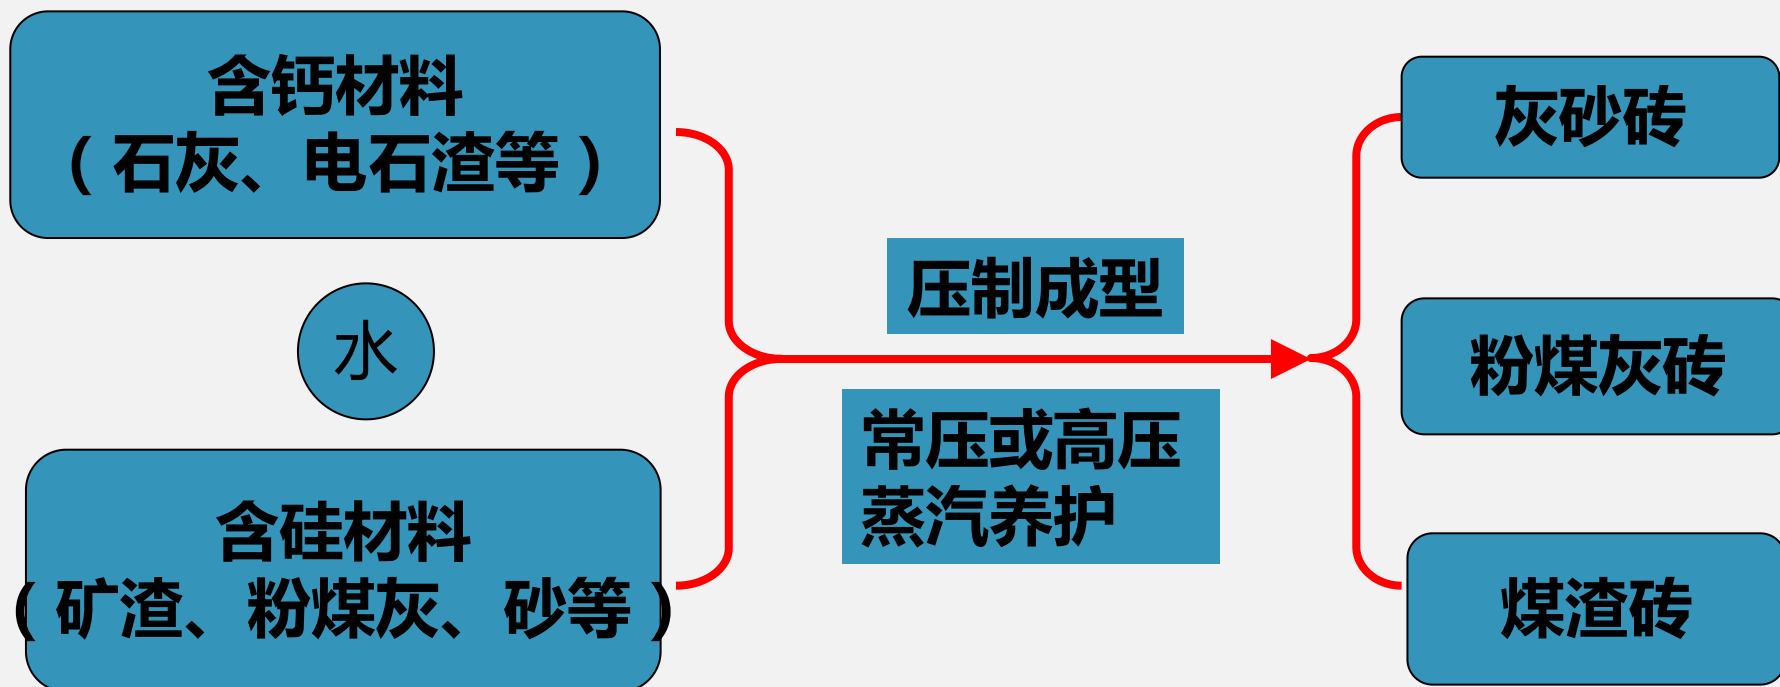 含钙材料
（石灰、电石渣等）
水
含硅材料
（矿渣、粉煤灰、砂等）
压制成型
常压或高压
蒸汽养护
灰砂砖
粉煤灰砖
煤渣砖